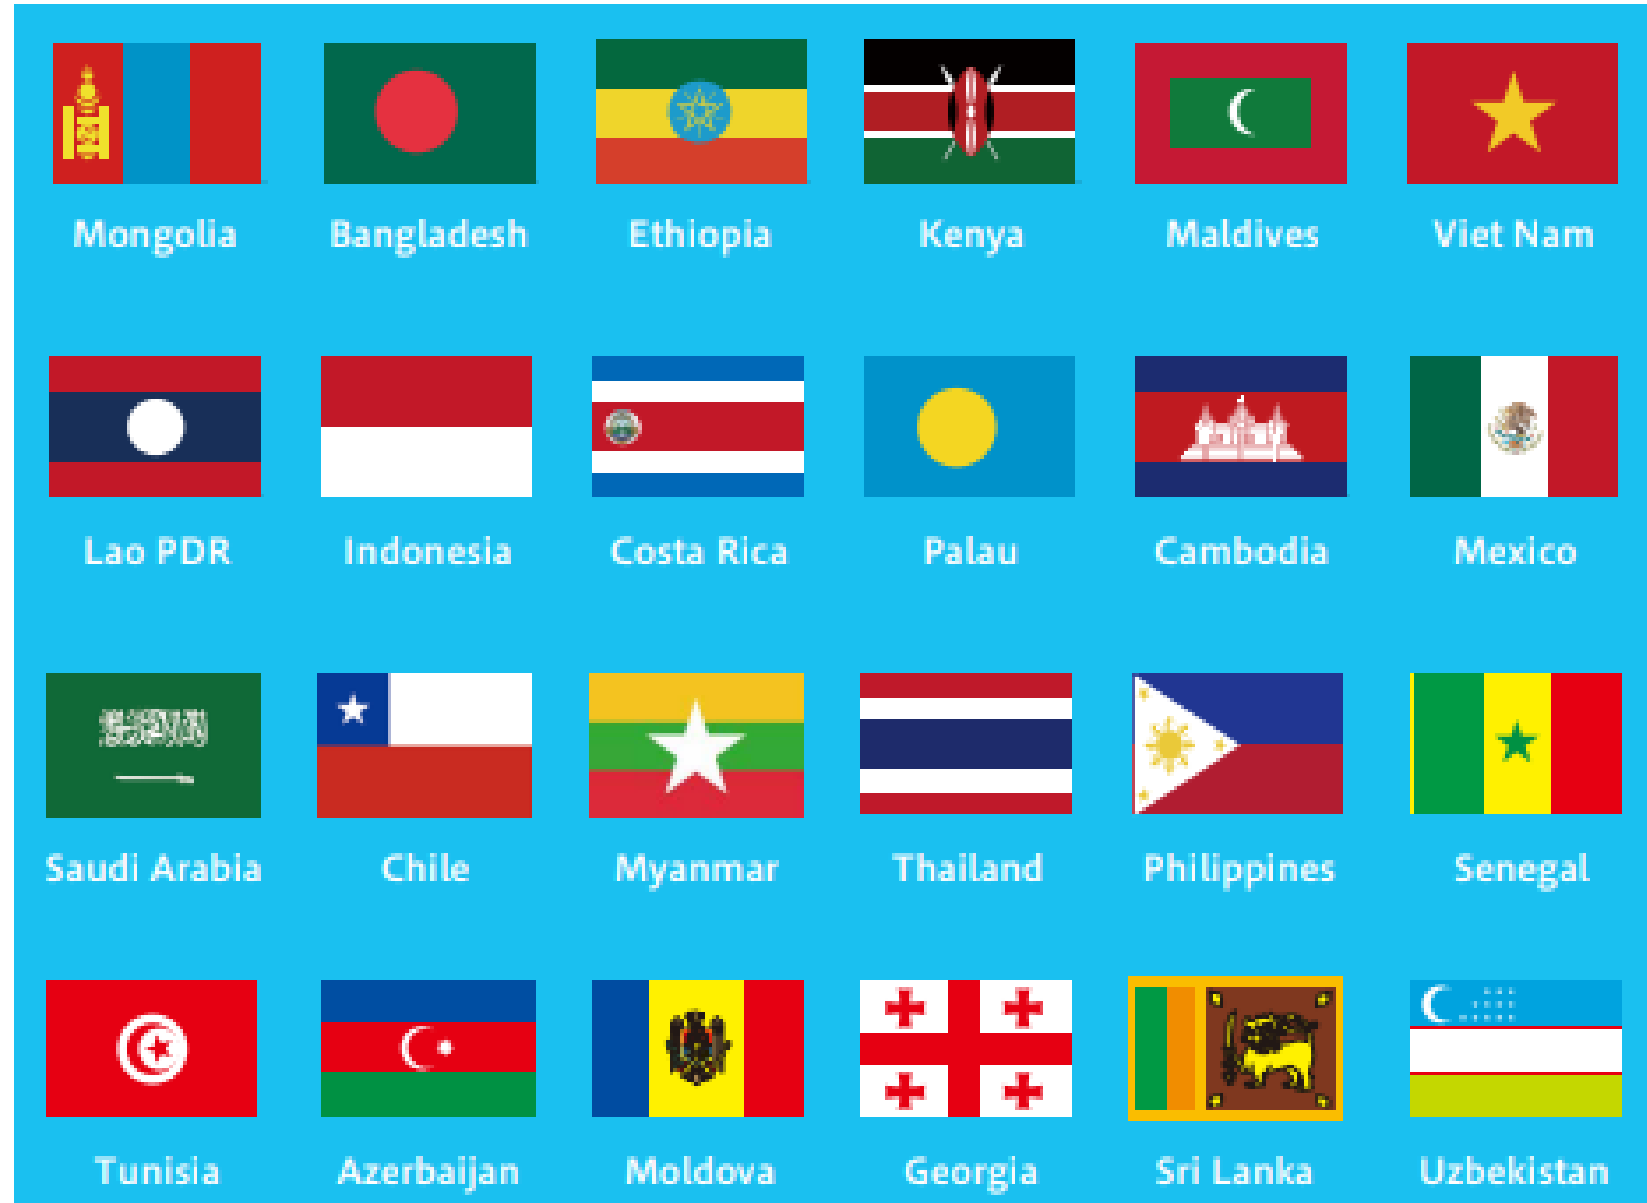 Mongolia Bangladesh Ethiopia Kenya Maldives Viet Nam
Lao PDR Indonesia Costa Rica Palau Cambodia Mexico
Saudi Arabia Chile Myanmar Thailand Philippines Senegal
Tunisia Azerbaijan Moldova Georgia Sri Lanka Uzbekistan